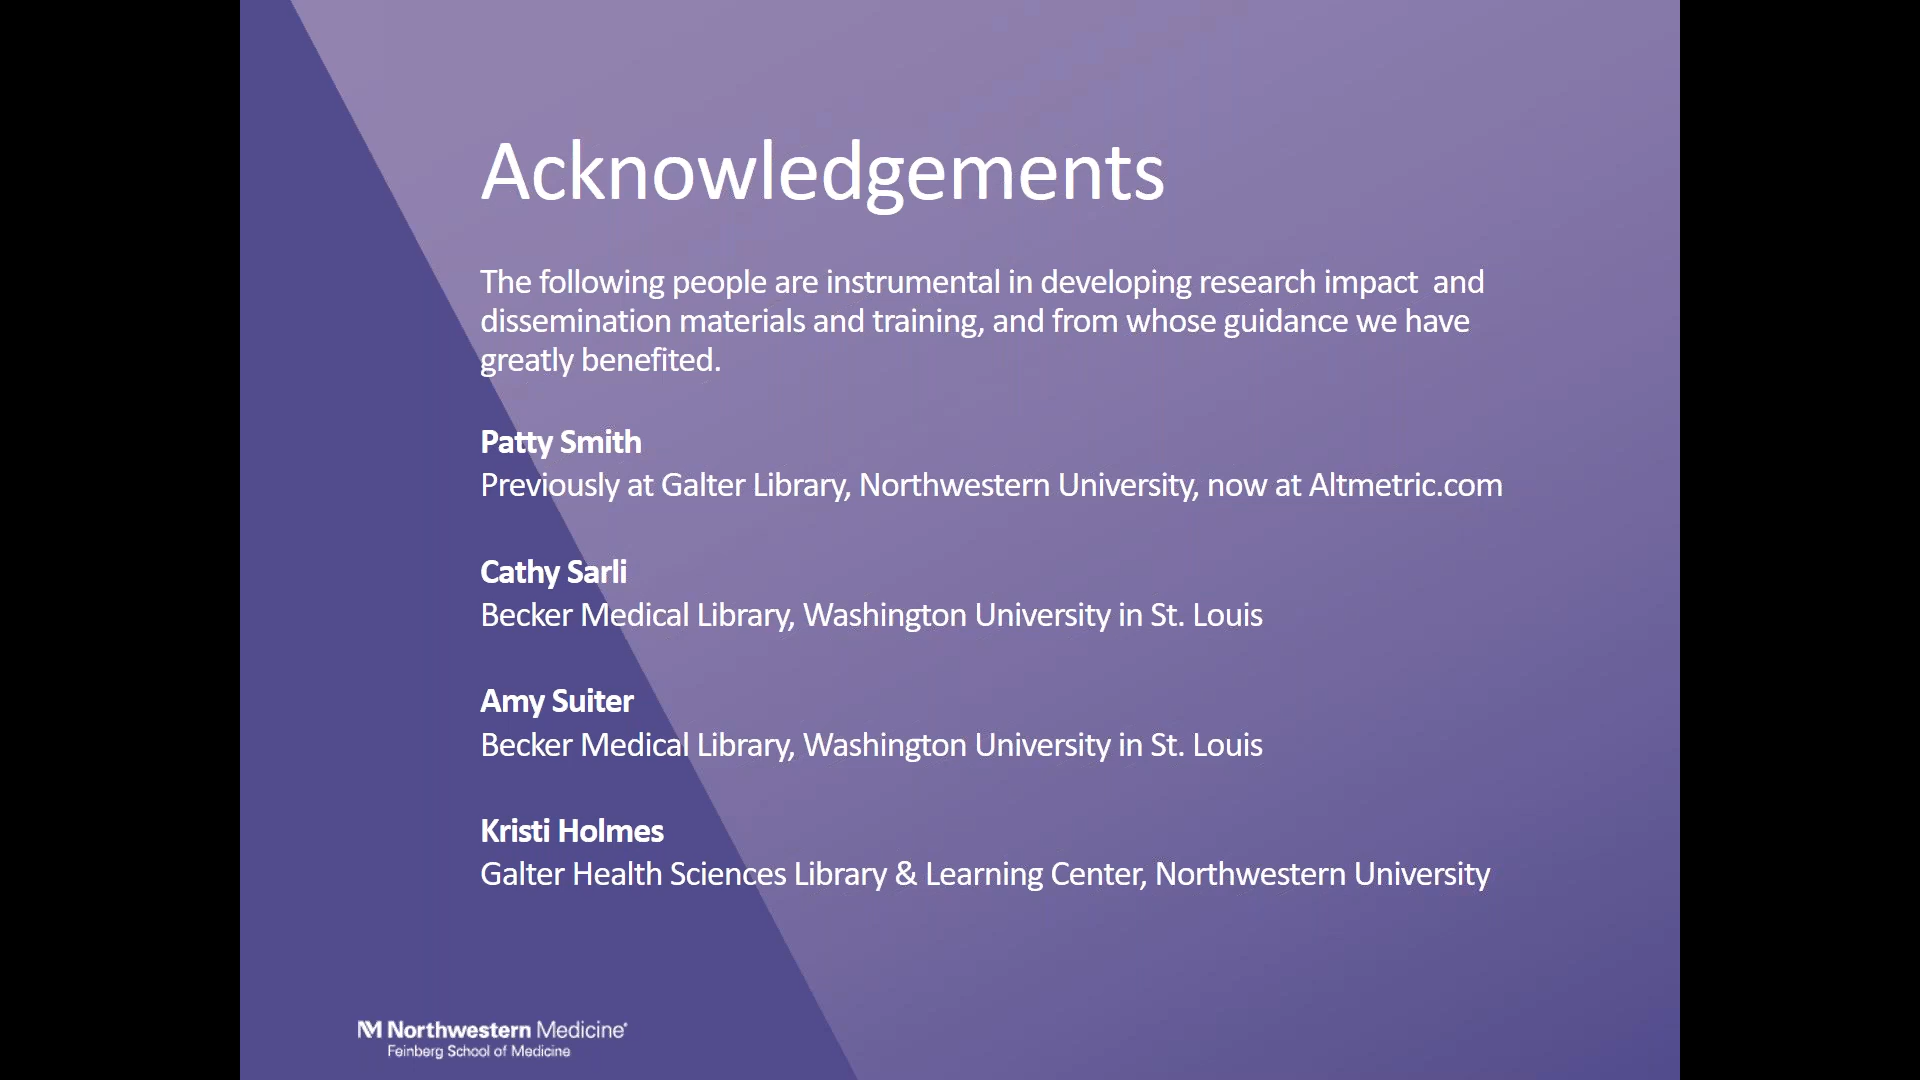 Acknowledgements
The following people are instrumental in developing research impact  and
dissemination materials and training, and from whose guidance we have
greatly benefited.
Patty Smith
Previously at Galter Library, Northwestern University, now at Altmetric.com
Cathy Sarli
Becker Medical Library, Washington University in St. Louis
Amy Suiter
Becker Medical Library, Washington University in St. Louis
Kristi Holmes
Galter Health Sciences Library & Learning Center, Northwestern University
NM Northwestern Medicine®
Feinberg School of Medicine